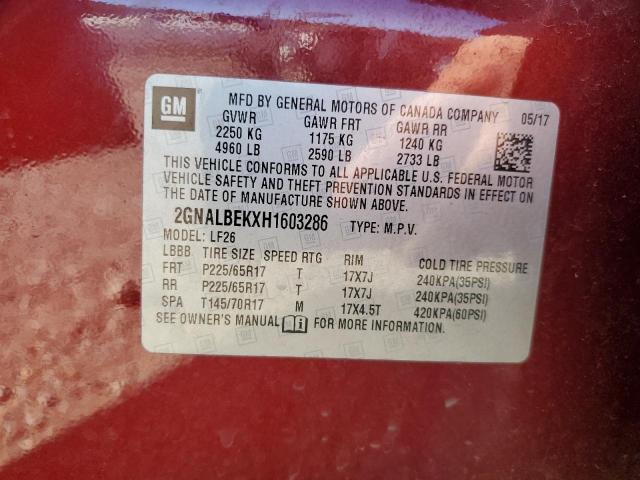 GM
MFD BY GENERAL MOTORS OF CANADA COMPANY 05/17
GVWR GAWR FRT GAWR RR
2250 KG 1175 KG 1240 KG
4960 LB 2590 LB 2733 LB
THIS VEHICLE CONFORMS TO ALL APPLICABLE U.S. FEDERAL MOTOR
VEHICLE SAFETY AND THEFT PREVENTION STANDARDS IN EFFECT ON
THE DATE OF MANUFACTURE SHOWN ABOVE.
2GNALBEKXH1603286 TYPE: M.P.V.
MODEL: LF26
LBBB TIRE SIZE SPEED RTG RIM COLD TIRE PRESSURE
FRT P225/65R17 T 17X7J 240KPA(35PSI)
RR P225/65R17 T 17X7J 240KPA(35PSI)
SPA T145/70R17 M 17X4.5T 420KPA(60PSI)
SEE OWNER'S MANUAL FOR MORE INFORMATION.